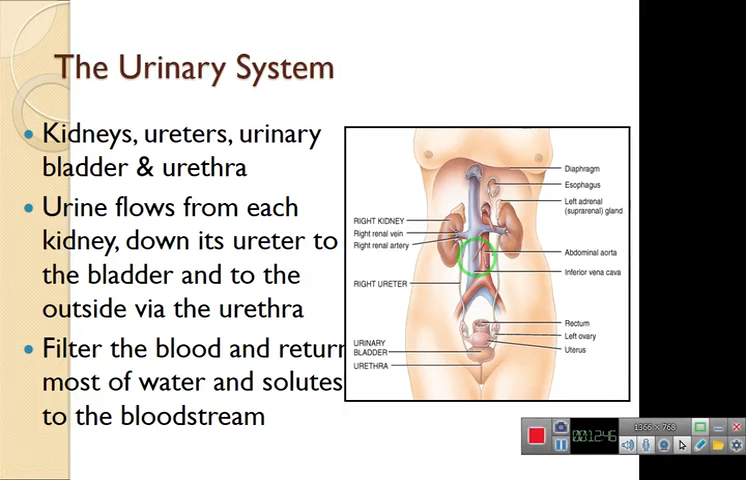 The Urinary System
Kidneys, ureters, urinary
bladder & urethra
Urine flows from each
kidney, down its ureter to
the bladder and to the
outside via the urethra
Filter the blood and return
most of water and solutes
to the bloodstream
Diaphragm
Esophagus
Left adrenal
(suprarenal) gland
RIGHT KIDNEY
Right renal vein
Right renal artery
Abdominal aorta
Inferior vena cava
RIGHT URETER
Rectum
Left ovary
Uterus
URINARY
BLADDER
URETHRA
1366 × 768
00:12:46